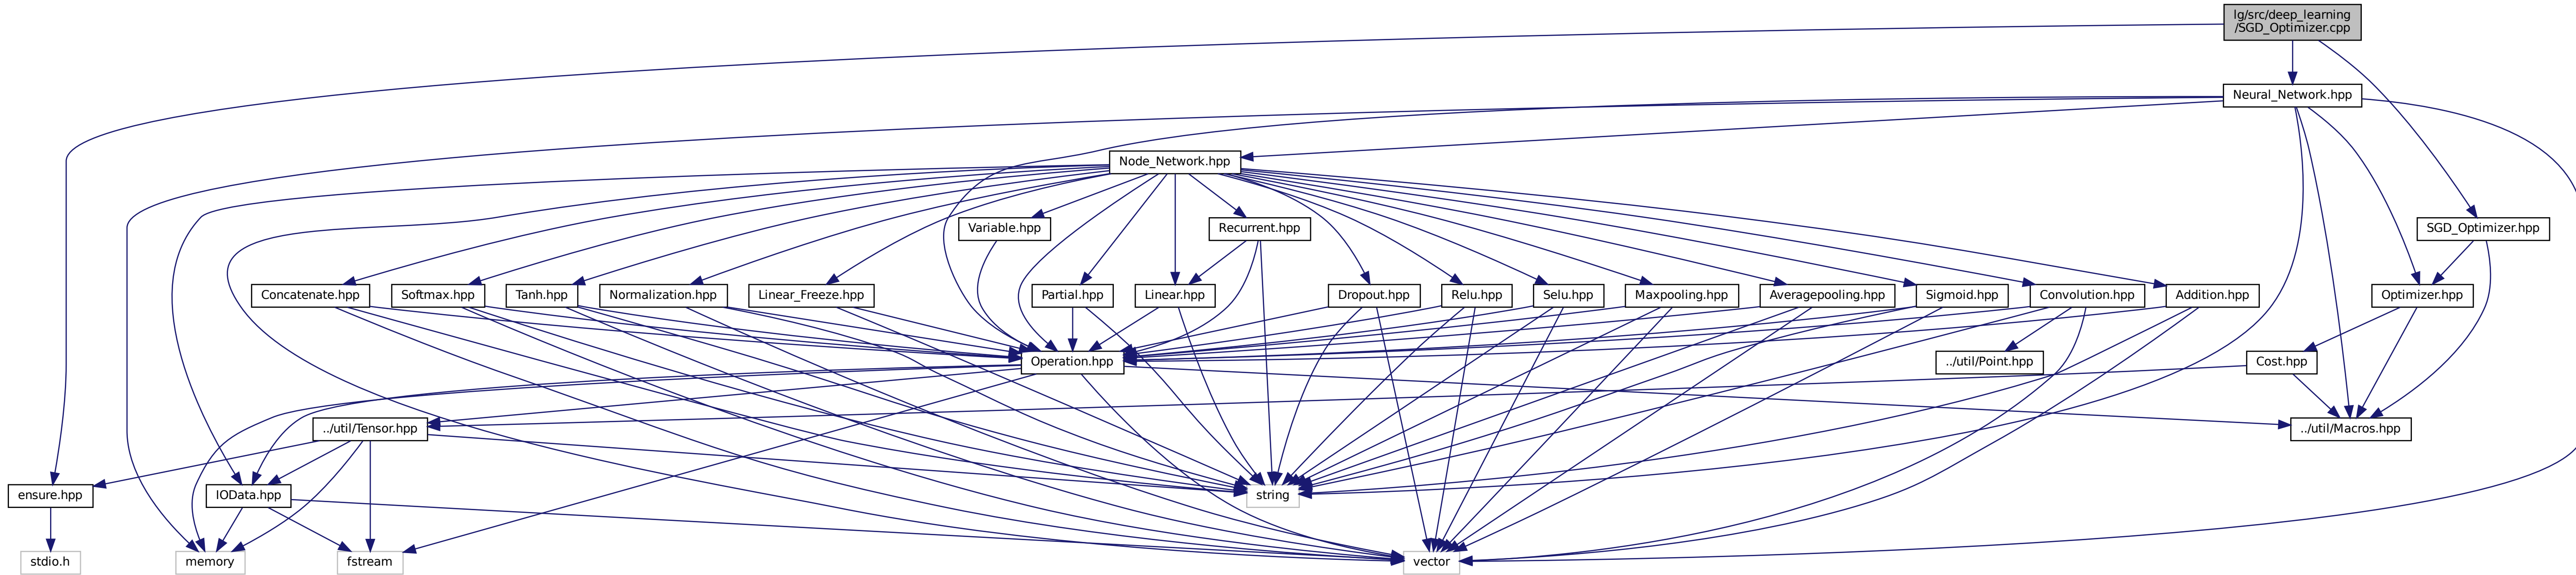 lg/src/deep_learning
/SGD_Optimizer.cpp
Neural_Network.hpp
Node_Network.hpp
Variable.hpp
Recurrent.hpp
SGD_Optimizer.hpp
Concatenate.hpp
Softmax.hpp
Tanh.hpp
Normalization.hpp
Linear_Freeze.hpp
Partial.hpp
Linear.hpp
Dropout.hpp
Relu.hpp
Selu.hpp
Maxpooling.hpp
Averagepooling.hpp
Sigmoid.hpp
Convolution.hpp
Addition.hpp
Optimizer.hpp
Operation.hpp
../util/Point.hpp
Cost.hpp
../util/Tensor.hpp
../util/Macros.hpp
ensure.hpp
IOData.hpp
string
stdio.h
memory
fstream
vector